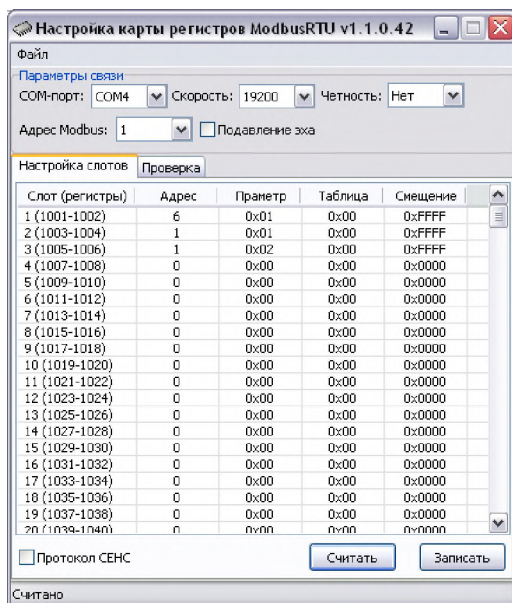 Настройка карты регистров ModbusRTU v1.1.0.42
Файл
Параметры связи
COM-порт: COM4 Скорость: 19200 Четность: Нет
Адрес Modbus: 1 Подавление эха
Настройка слотов Проверка
Слот (регистры) Адрес Праметр Таблица Смещение
1 (1001-1002) 6 0x01 0x00 0xFFFF
2 (1003-1004) 1 0x01 0x00 0xFFFF
3 (1005-1006) 1 0x02 0x00 0xFFFF
4 (1007-1008) 0 0x00 0x00 0x0000
5 (1009-1010) 0 0x00 0x00 0x0000
6 (1011-1012) 0 0x00 0x00 0x0000
7 (1013-1014) 0 0x00 0x00 0x0000
8 (1015-1016) 0 0x00 0x00 0x0000
9 (1017-1018) 0 0x00 0x00 0x0000
10 (1019-1020) 0 0x00 0x00 0x0000
11 (1021-1022) 0 0x00 0x00 0x0000
12 (1023-1024) 0 0x00 0x00 0x0000
13 (1025-1026) 0 0x00 0x00 0x0000
14 (1027-1028) 0 0x00 0x00 0x0000
15 (1029-1030) 0 0x00 0x00 0x0000
16 (1031-1032) 0 0x00 0x00 0x0000
17 (1033-1034) 0 0x00 0x00 0x0000
18 (1035-1036) 0 0x00 0x00 0x0000
19 (1037-1038) 0 0x00 0x00 0x0000
20 (1039-1040) 0 0x00 0x00 0x0000
Протокол СЕНС Считать Записать
Считано